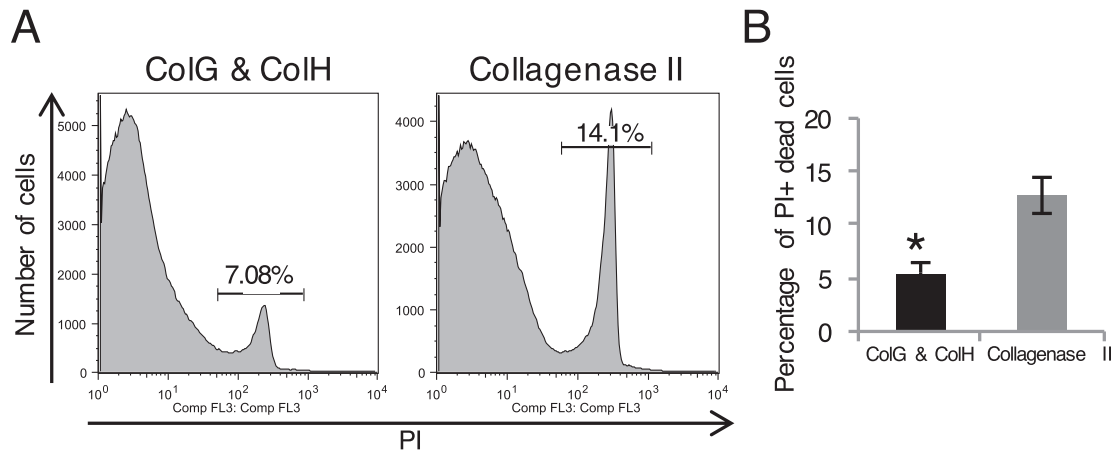 A
ColG & ColH
Number of cells
5000
4000
3000
2000
1000
0
7.08%
10^0 10^1 10^2 10^3 10^4
Comp FL3: Comp FL3
Collagenase II
4000
3000
2000
1000
0
14.1%
10^0 10^1 10^2 10^3 10^4
Comp FL3: Comp FL3
PI
B
Percentage of PI+ dead cells
20
15
10
5
0
*
ColG & ColH Collagenase II